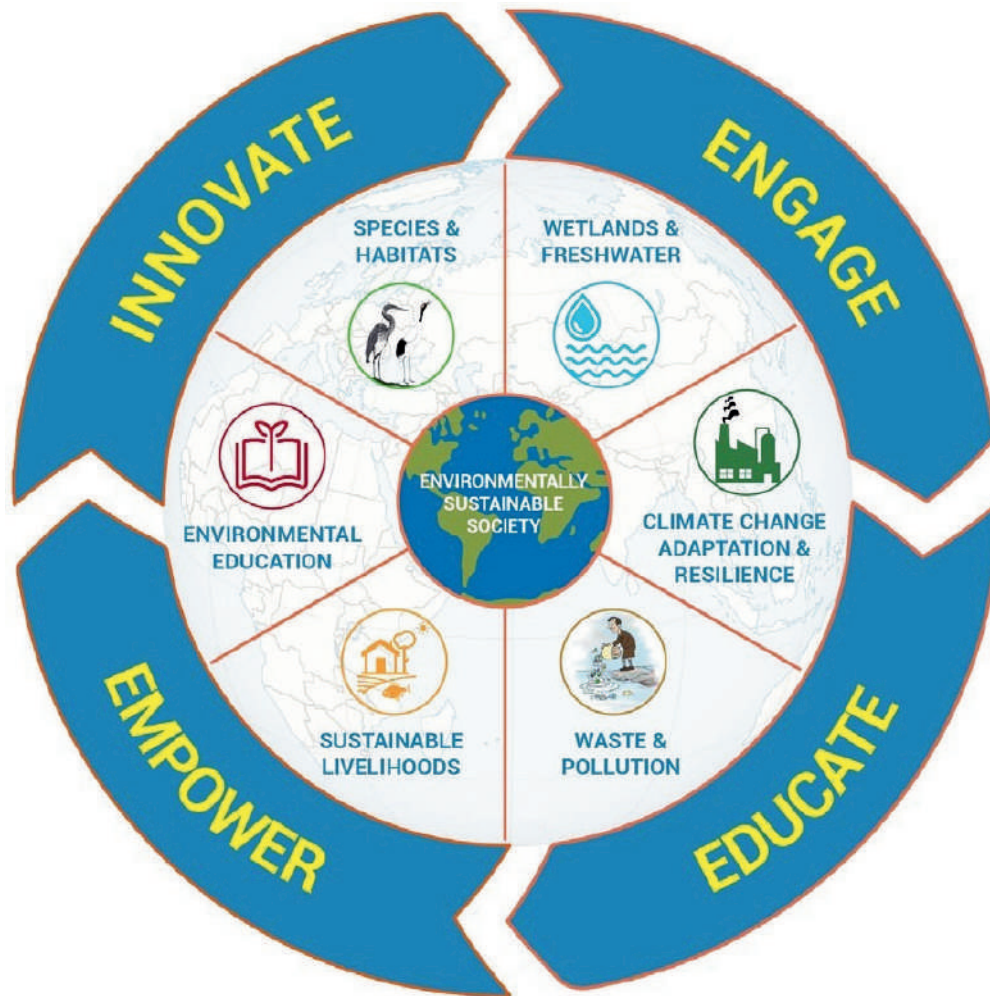 INNOVATE
ENGAGE
SPECIES &
HABITATS
WETLANDS &
FRESHWATER
ENVIRONMENTAL
EDUCATION
ENVIRONMENTALLY
SUSTAINABLE
SOCIETY
CLIMATE CHANGE
ADAPTATION &
RESILIENCE
SUSTAINABLE
LIVELIHOODS
WASTE &
POLLUTION
EMPOWER
EDUCATE